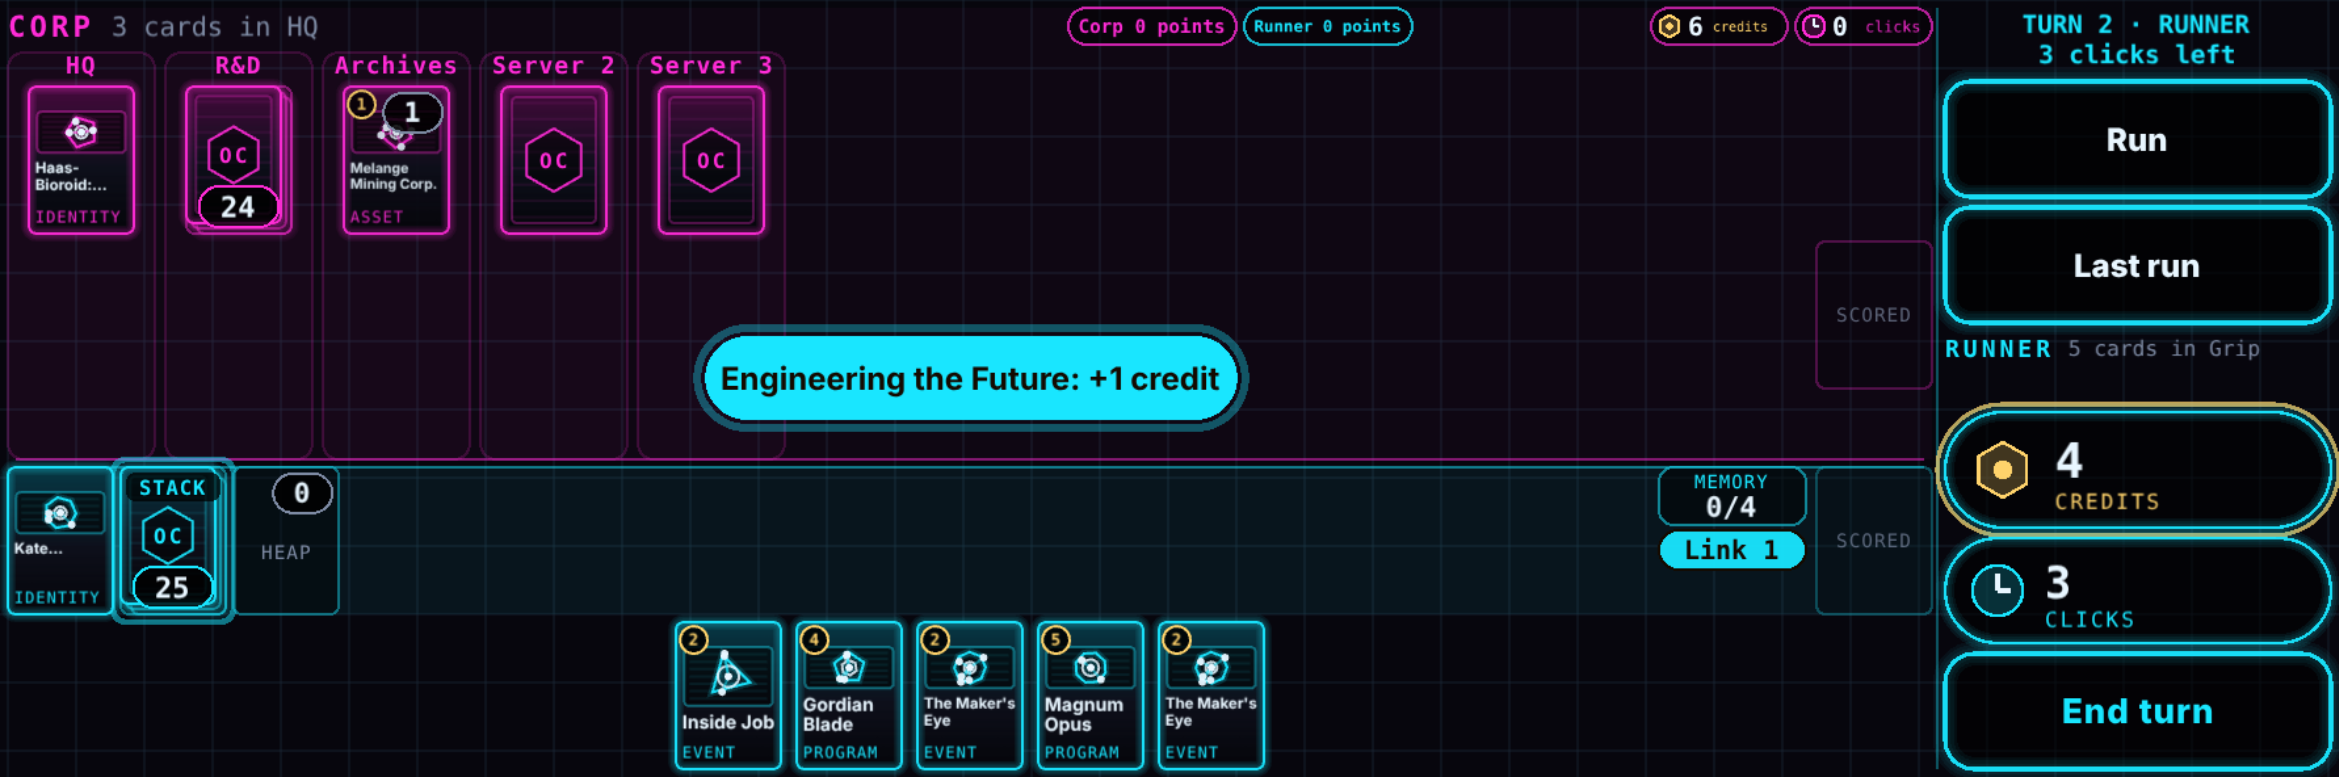 CORP 3 cards in HQ
Corp 0 points
Runner 0 points
6 credits
0 clicks
TURN 2 · RUNNER
3 clicks left
HQ
R&D
Archives
Server 2
Server 3
Haas-
Bioroid:...
IDENTITY
OC
24
1
1
Melange
Mining Corp.
ASSET
OC
OC
Run
Last run
SCORED
Engineering the Future: +1 credit
RUNNER 5 cards in Grip
4
CREDITS
3
CLICKS
End turn
Kate...
IDENTITY
STACK
OC
25
0
HEAP
MEMORY
0/4
Link 1
SCORED
2
Inside Job
EVENT
4
Gordian
Blade
PROGRAM
2
The Maker's
Eye
EVENT
5
Magnum
Opus
PROGRAM
2
The Maker's
Eye
EVENT